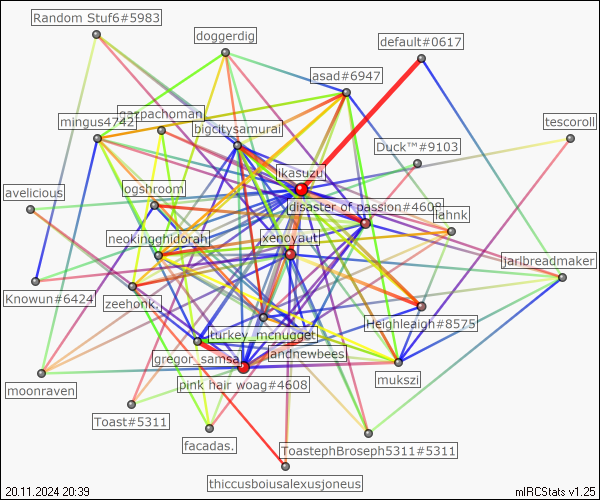 Random Stuf6#5983
doggerdig
default#0617
asad#6947
gazpachoman.
mingus4742
bigcitysamurai
tescoroll
Duck™#9103
Ikasuzu
avelicious
ogshroom
disaster of passion#4609
lahnk
neokingghidorah
xenoyaut
jarlbreadmaker
Knowun#6424
zeehonk.
Heighleaigh#8575
turkey_mcnugget
gregor_samsa
landnewbees
moonraven
pink hair woag#4608
mukszi
Toast#5311
facadas.
ToastephBroseph5311#5311
thiccusboiusalexusjoneus
20.11.2024 20:39
mIRCStats v1.25